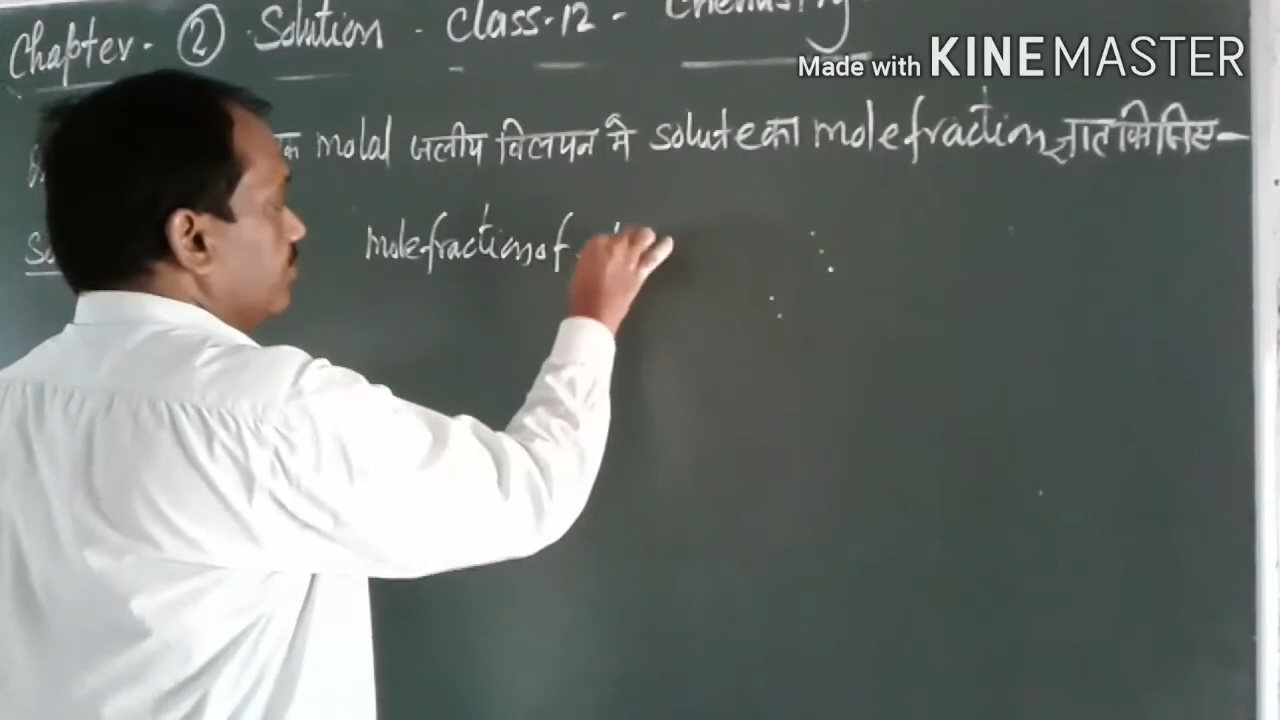 Chapter - ② Solution - Class-12 - Chemistry
Made with KINEMASTER
क molal जलीय विलयन मे solute का mole fraction ज्ञात किजिए -
mole fraction of